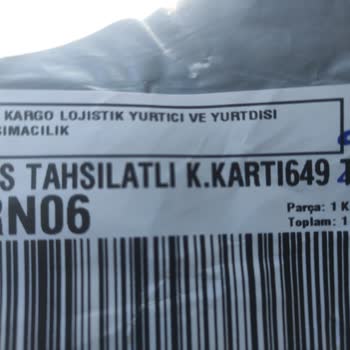 KARGO LOJISTIK YURTICI VE YURTDISI
SIMACILIK
S TAHSILATLI K.KARTI649
RN06
Parça: 1 K
Toplam: 1